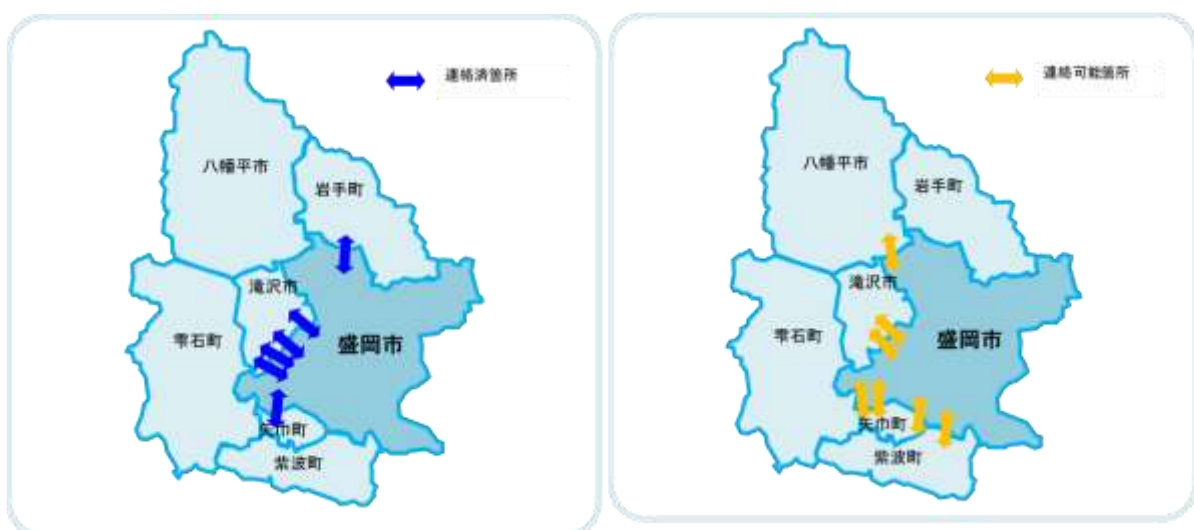 連絡済箇所
八幡平市
岩手町
滝沢市
雫石町
盛岡市
矢巾町
紫波町
連絡可能箇所
八幡平市
岩手町
滝沢市
雫石町
盛岡市
矢巾町
紫波町